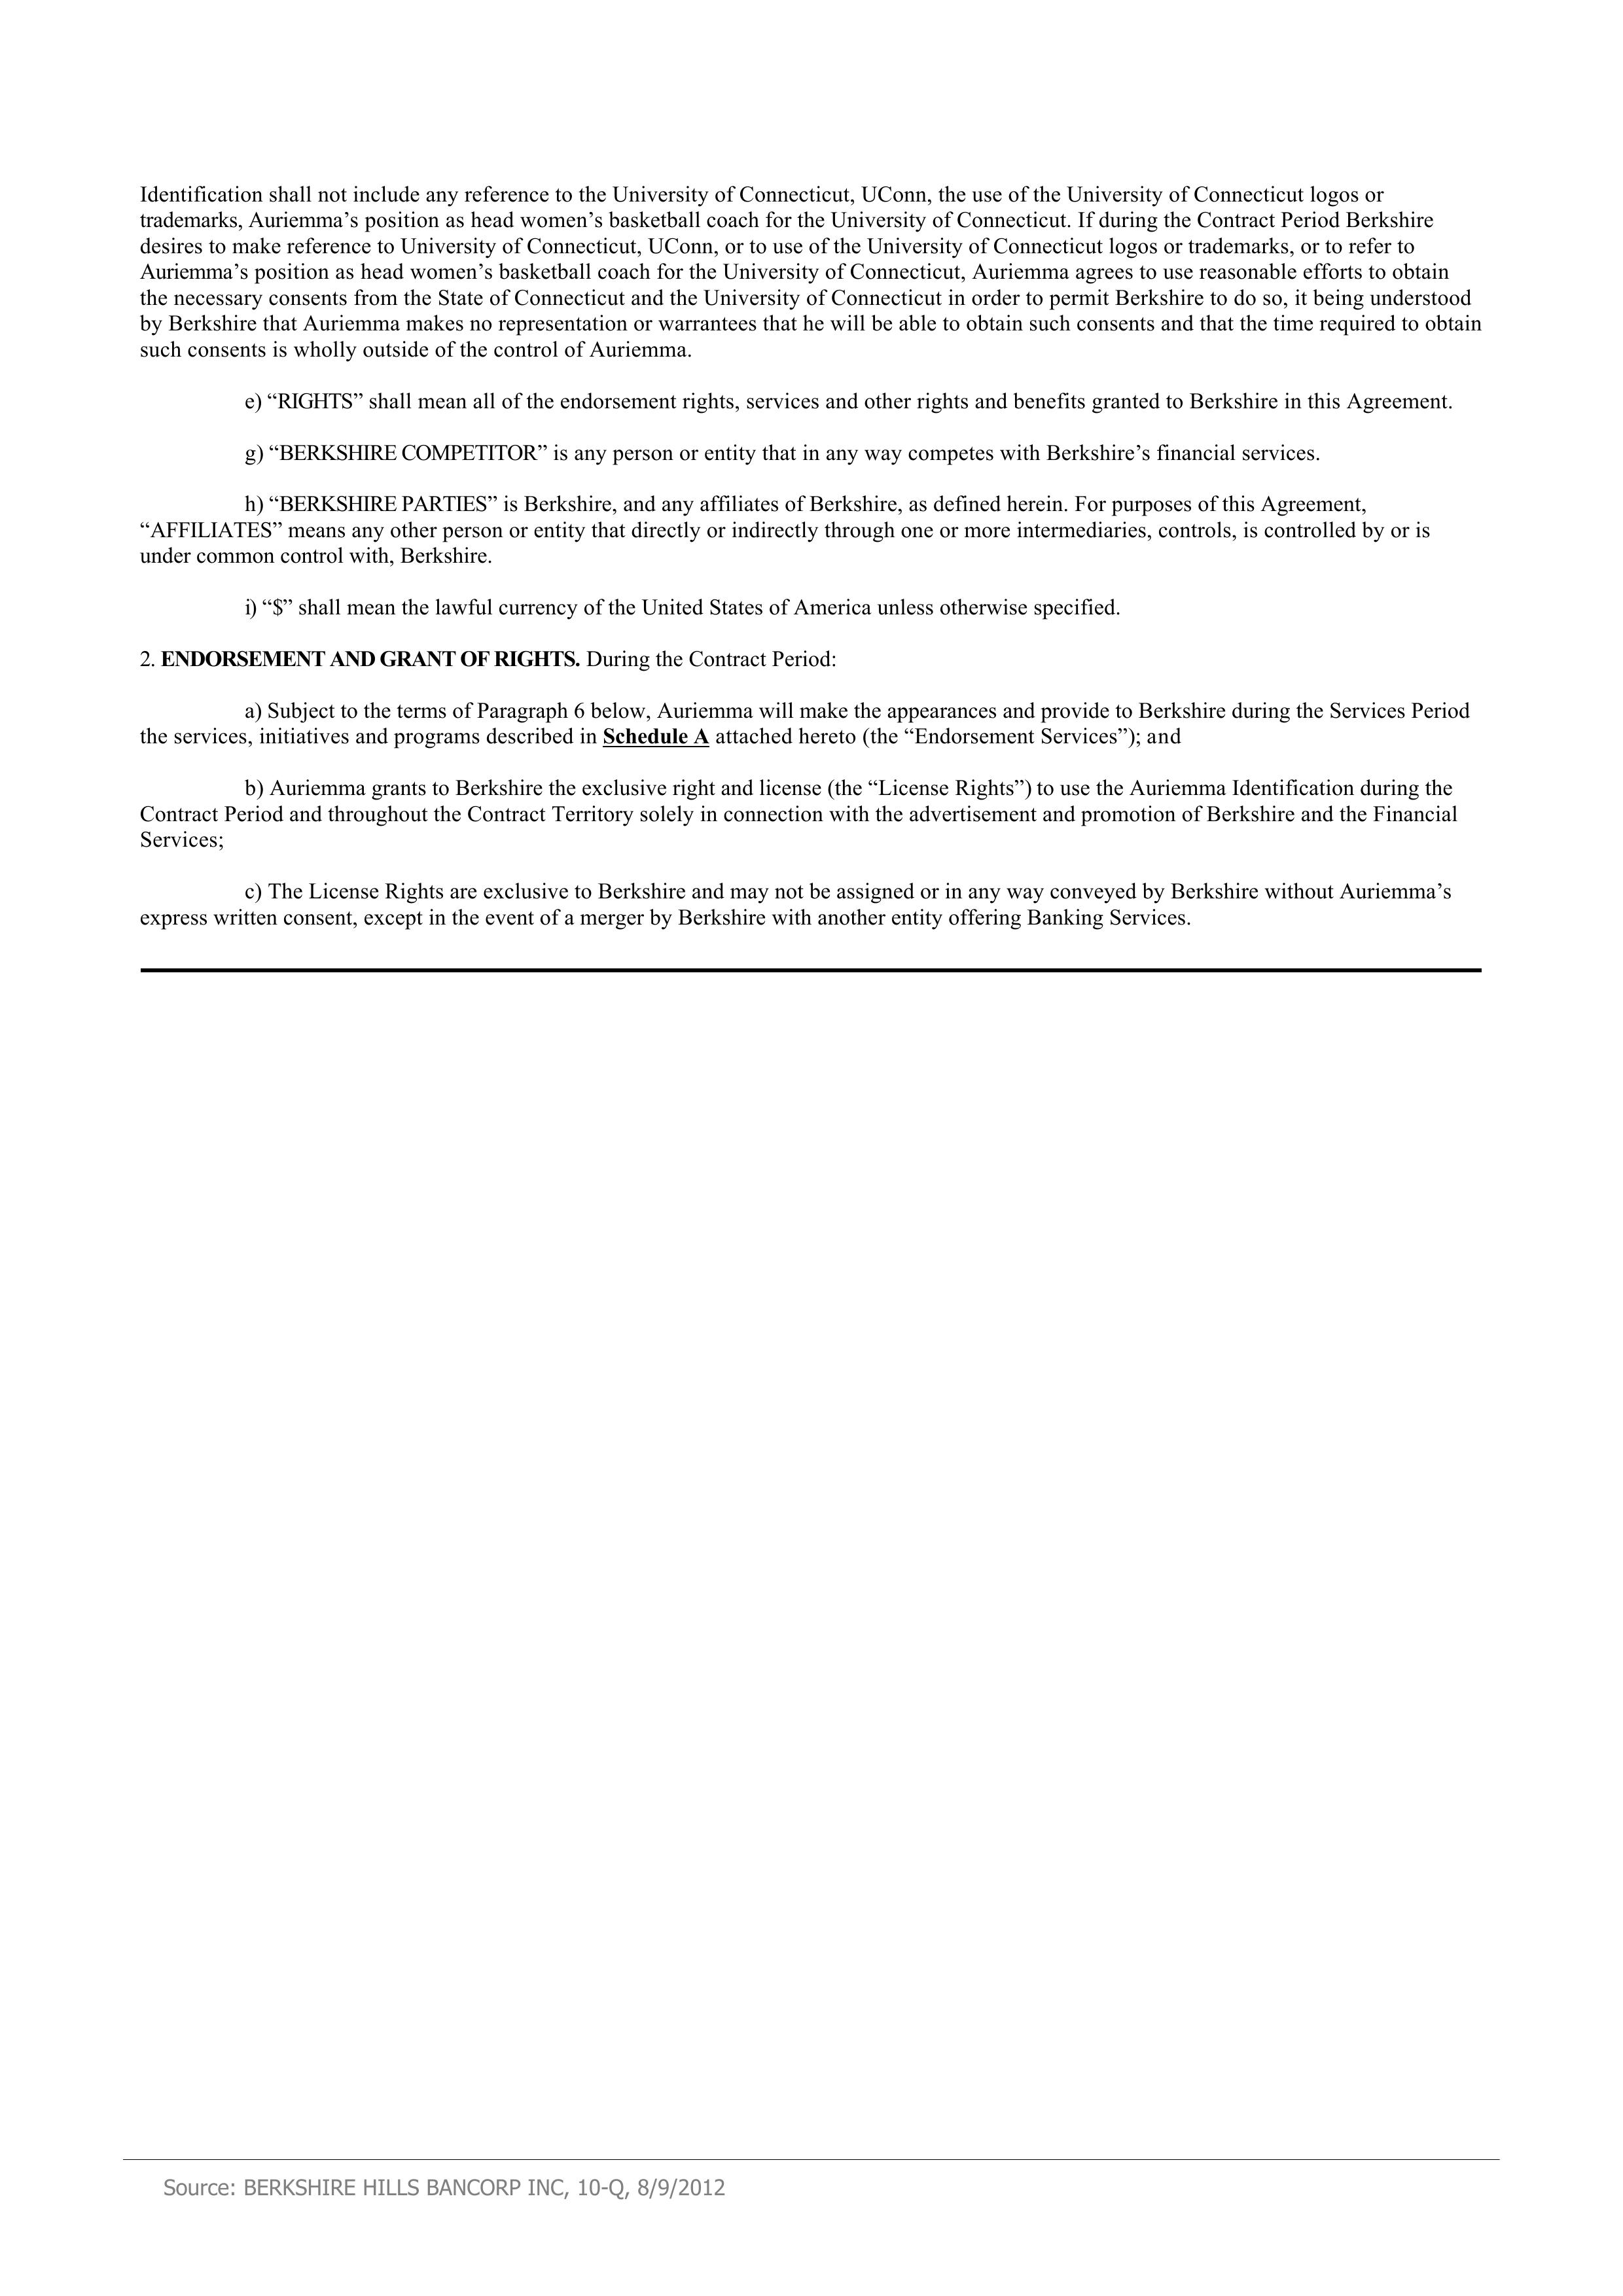 Identification shall not include any reference to the University of Connecticut, UConn, the use of the University of Connecticut logos or
trademarks, Auriemma’s position as head women’s basketball coach for the University of Connecticut. If during the Contract Period Berkshire
desires to make reference to University of Connecticut, UConn, or to use of the University of Connecticut logos or trademarks, or to refer to
Auriemma’s position as head women’s basketball coach for the University of Connecticut, Auriemma agrees to use reasonable efforts to obtain
the necessary consents from the State of Connecticut and the University of Connecticut in order to permit Berkshire to do so, it being understood
by Berkshire that Auriemma makes no representation or warrantees that he will be able to obtain such consents and that the time required to obtain
such consents is wholly outside of the control of Auriemma.
e) “RIGHTS” shall mean all of the endorsement rights, services and other rights and benefits granted to Berkshire in this Agreement.
g) “BERKSHIRE COMPETITOR” is any person or entity that in any way competes with Berkshire’s financial services.
h) “BERKSHIRE PARTIES” is Berkshire, and any affiliates of Berkshire, as defined herein. For purposes of this Agreement,
“AFFILIATES” means any other person or entity that directly or indirectly through one or more intermediaries, controls, is controlled by or is
under common control with, Berkshire.
i) “$” shall mean the lawful currency of the United States of America unless otherwise specified.
2. ENDORSEMENT AND GRANT OF RIGHTS. During the Contract Period:
a) Subject to the terms of Paragraph 6 below, Auriemma will make the appearances and provide to Berkshire during the Services Period
the services, initiatives and programs described in Schedule A attached hereto (the “Endorsement Services”); and
b) Auriemma grants to Berkshire the exclusive right and license (the “License Rights”) to use the Auriemma Identification during the
Contract Period and throughout the Contract Territory solely in connection with the advertisement and promotion of Berkshire and the Financial
Services;
c) The License Rights are exclusive to Berkshire and may not be assigned or in any way conveyed by Berkshire without Auriemma’s
express written consent, except in the event of a merger by Berkshire with another entity offering Banking Services.
Source: BERKSHIRE HILLS BANCORP INC, 10-Q, 8/9/2012